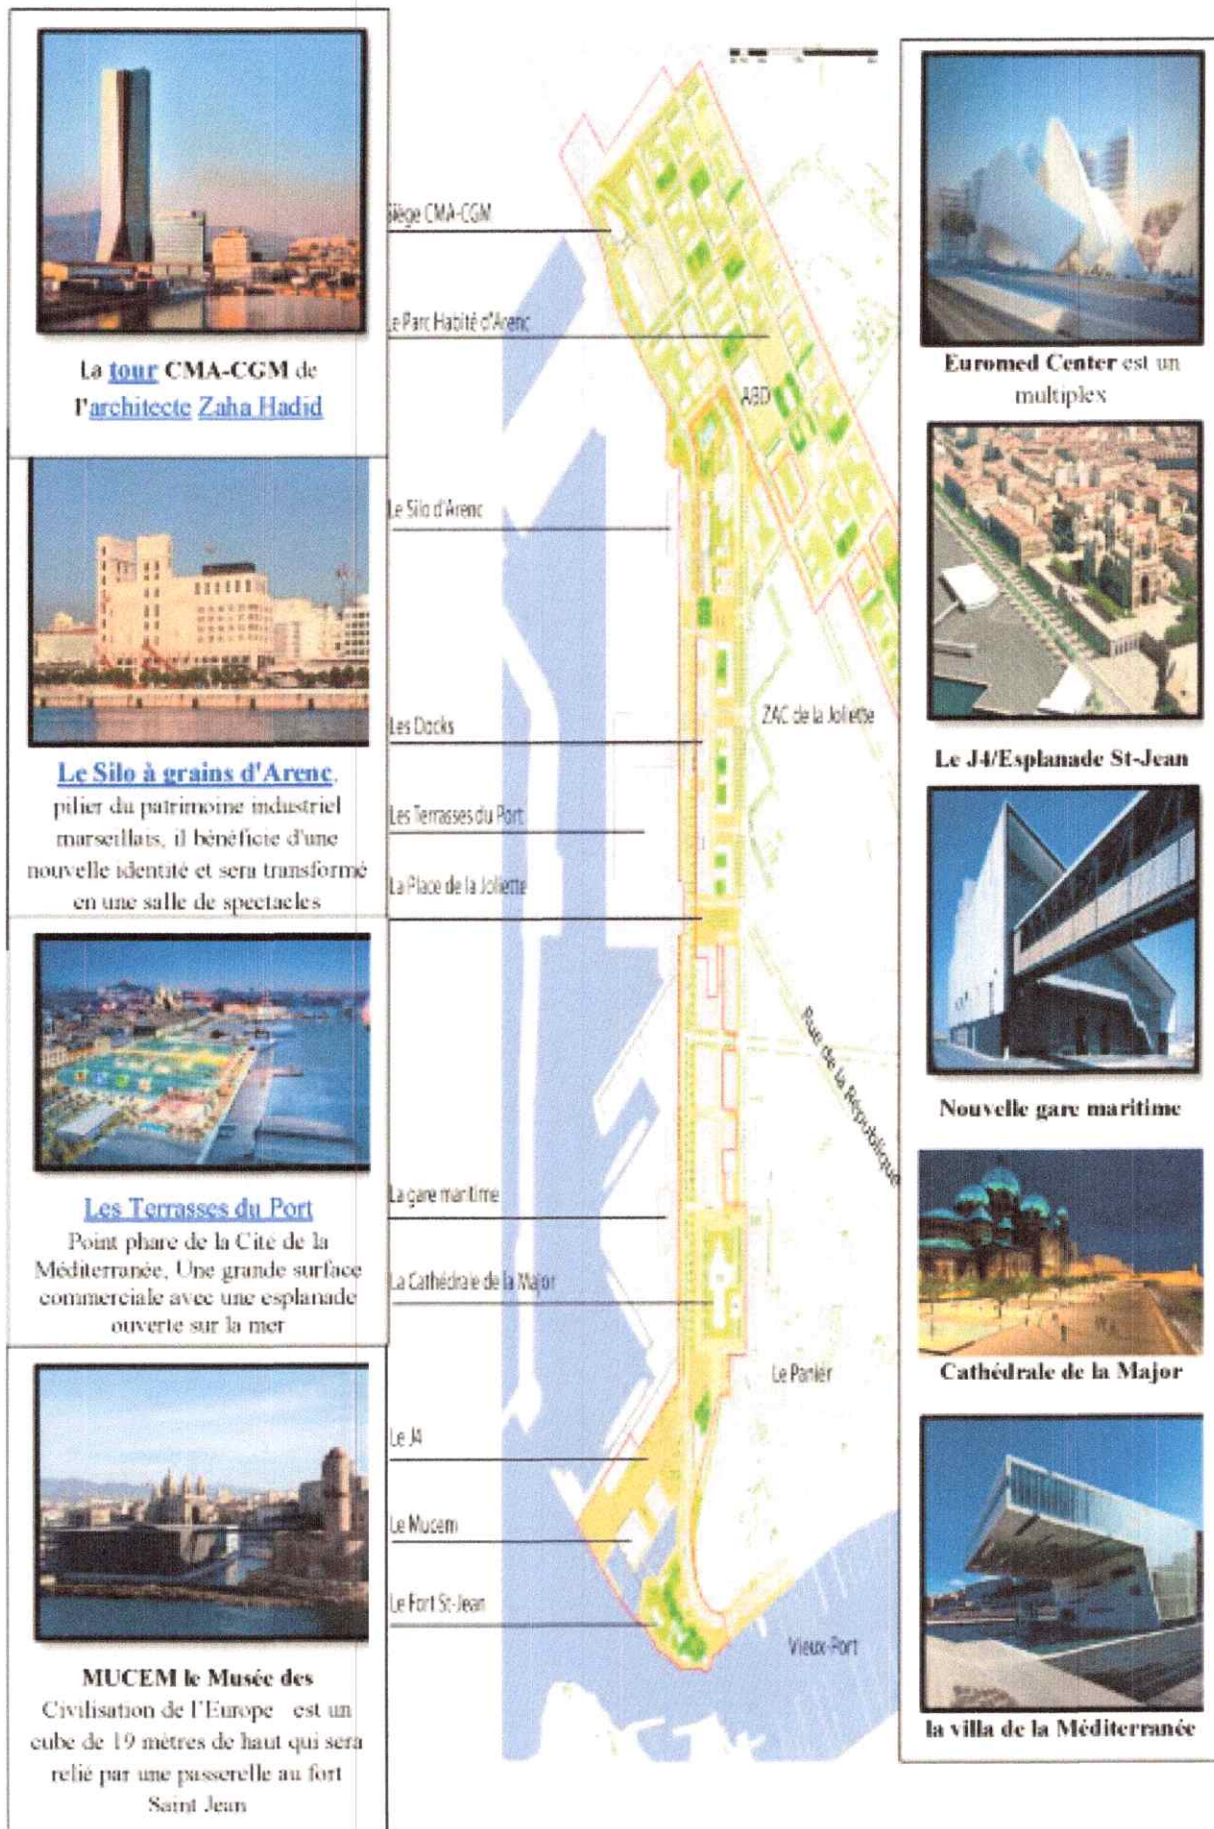 La tour CMA-CGM de
l'architecte Zaha Hadid
Le Silo à grains d'Arenc,
pilier du patrimoine industriel
marseillais, il bénéficie d'une
nouvelle identité et sera transformé
en une salle de spectacles
Les Terrasses du Port
Point phare de la Cité de la
Méditerranée, Une grande surface
commerciale avec une esplanade
ouverte sur la mer
MUCEM le Musée des
Civilisation de l'Europe est un
cube de 19 mètres de haut qui sera
relié par une passerelle au fort
Saint Jean
Siège CMA-CGM
Le Parc Habité d'Arenc
ABD
Le Silo d'Arenc
Les Docks
ZAC de la Joliette
Les Terrasses du Port
La Place de la Joliette
Rue de la République
La gare maritime
La Cathédrale de la Major
Le Panier
Le J4
Le Mucem
Le Fort St-Jean
Vieux-Port
Euromed Center est un
multiplex
Le J4/Esplanade St-Jean
Nouvelle gare maritime
Cathédrale de la Major
la villa de la Méditerranée